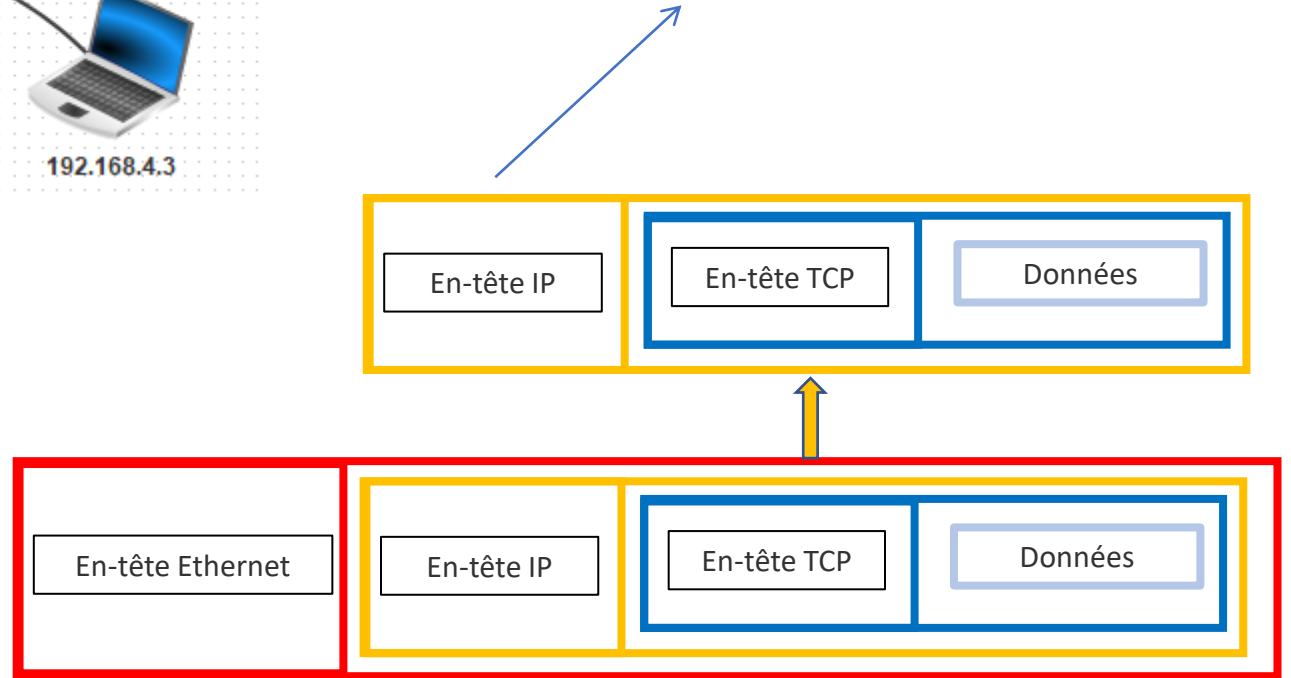 192.168.4.3
En-tête IP
En-tête TCP
Données
En-tête Ethernet
En-tête IP
En-tête TCP
Données